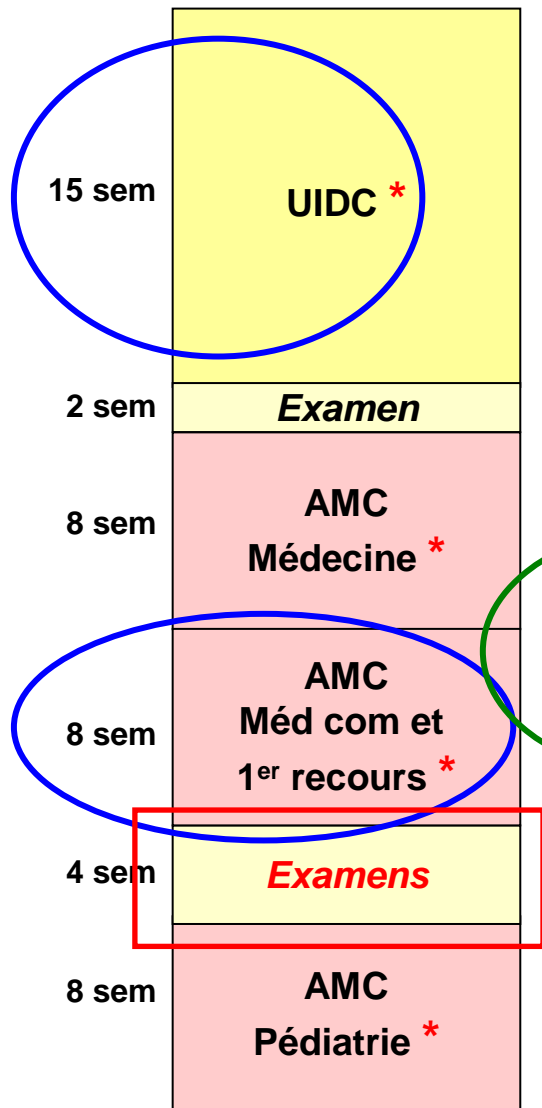 15 sem
UIDC *
2 sem
Examen
8 sem
AMC
Médecine *
8 sem
AMC
Méd com et
1er recours *
4 sem
Examens
8 sem
AMC
Pédiatrie *